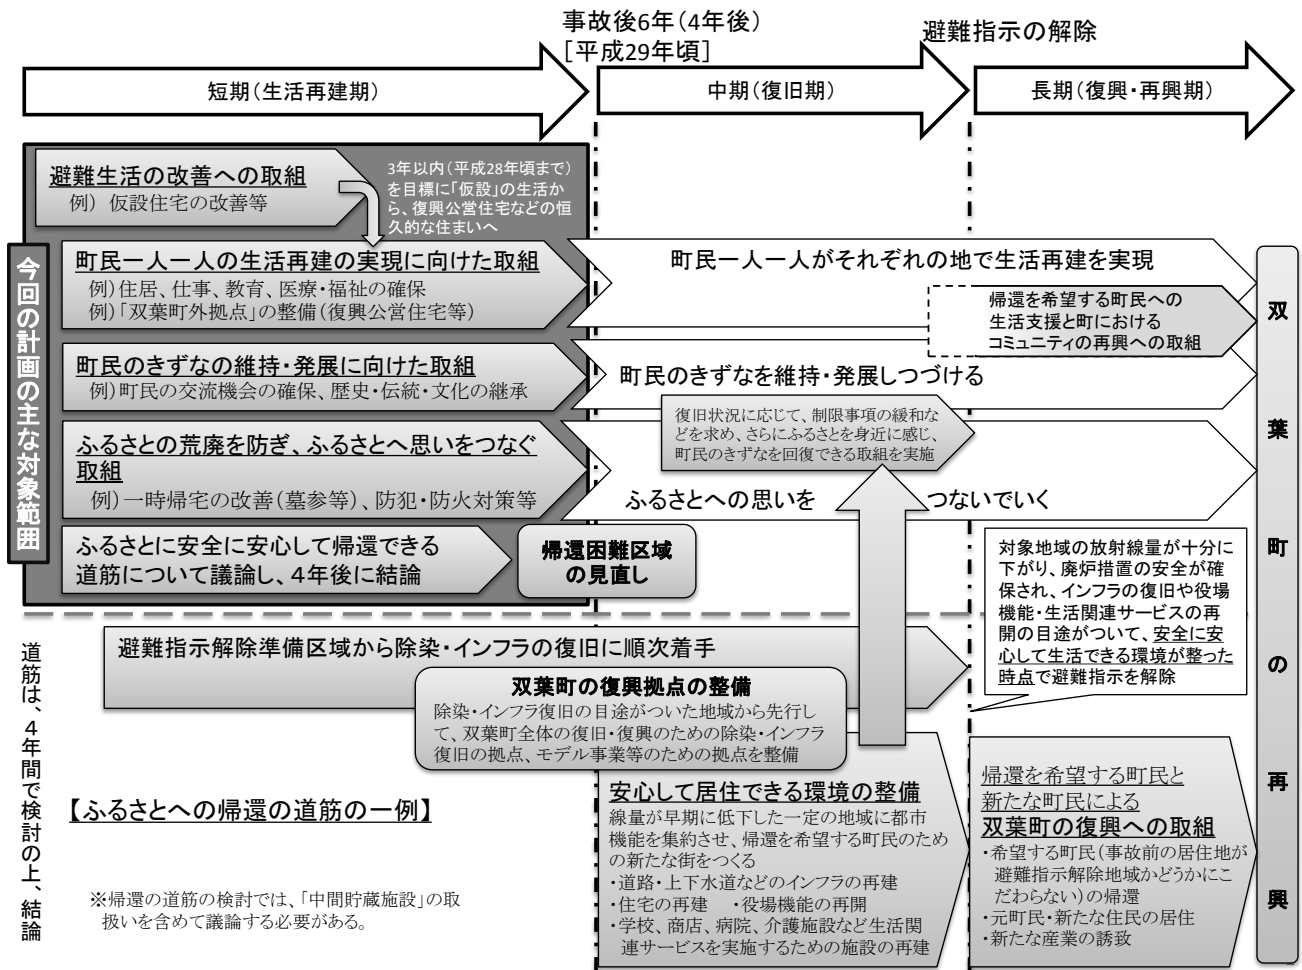 事故後6年(4年後)
[平成29年頃]
避難指示の解除
短期(生活再建期)
中期(復旧期)
長期(復興・再興期)
今回の計画の主な対象範囲
避難生活の改善への取組
例) 仮設住宅の改善等
3年以内(平成28年頃まで)
を目標に「仮設」の生活か
ら、復興公営住宅などの恒
久的な住まいへ
町民一人一人の生活再建の実現に向けた取組
例)住居、仕事、教育、医療・福祉の確保
例)「双葉町外拠点」の整備(復興公営住宅等)
町民一人一人がそれぞれの地で生活再建を実現
帰還を希望する町民への
生活支援と町における
コミュニティの再興への取組
町民のきずなの維持・発展に向けた取組
例)町民の交流機会の確保、歴史・伝統・文化の継承
町民のきずなを維持・発展しつづける
復旧状況に応じて、制限事項の緩和な
どを求め、さらにふるさとを身近に感じ、
町民のきずなを回復できる取組を実施
ふるさとの荒廃を防ぎ、ふるさとへ思いをつなぐ
取組
例)一時帰宅の改善(墓参等)、防犯・防火対策等
ふるさとへの思いを つないでいく
ふるさとに安全に安心して帰還できる
道筋について議論し、4年後に結論
帰還困難区域
の見直し
対象地域の放射線量が十分に
下がり、廃炉措置の安全が確
保され、インフラの復旧や役場
機能・生活関連サービスの再
開の目途がついて、安全に安
心して生活できる環境が整った
時点で避難指示を解除
双葉町の再興
道筋は、4年間で検討の上、結論
避難指示解除準備区域から除染・インフラの復旧に順次着手
双葉町の復興拠点の整備
除染・インフラ復旧の目途がついた地域から先行し
て、双葉町全体の復旧・復興のための除染・インフラ
復旧の拠点、モデル事業等のための拠点を整備
【ふるさとへの帰還の道筋の一例】
※帰還の道筋の検討では、「中間貯蔵施設」の取
扱いを含めて議論する必要がある。
安心して居住できる環境の整備
線量が早期に低下した一定の地域に都市
機能を集約させ、帰還を希望する町民のため
の新たな街をつくる
・道路・上下水道などのインフラの再建
・住宅の再建 ・役場機能の再開
・学校、商店、病院、介護施設など生活関
連サービスを実施するための施設の再建
帰還を希望する町民と
新たな町民による
双葉町の復興への取組
・希望する町民(事故前の居住地が
避難指示解除地域かどうかにこ
だわらない)の帰還
・元町民・新たな住民の居住
・新たな産業の誘致